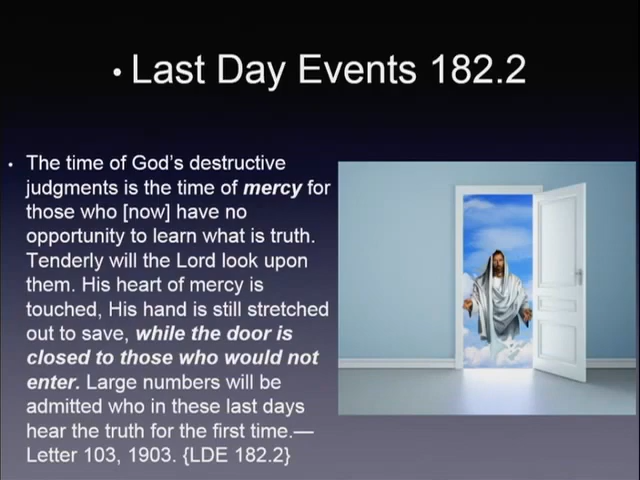 • Last Day Events 182.2
• The time of God's destructive
judgments is the time of mercy for
those who [now] have no
opportunity to learn what is truth.
Tenderly will the Lord look upon
them. His heart of mercy is
touched, His hand is still stretched
out to save, while the door is
closed to those who would not
enter. Large numbers will be
admitted who in these last days
hear the truth for the first time.—
Letter 103, 1903. {LDE 182.2}